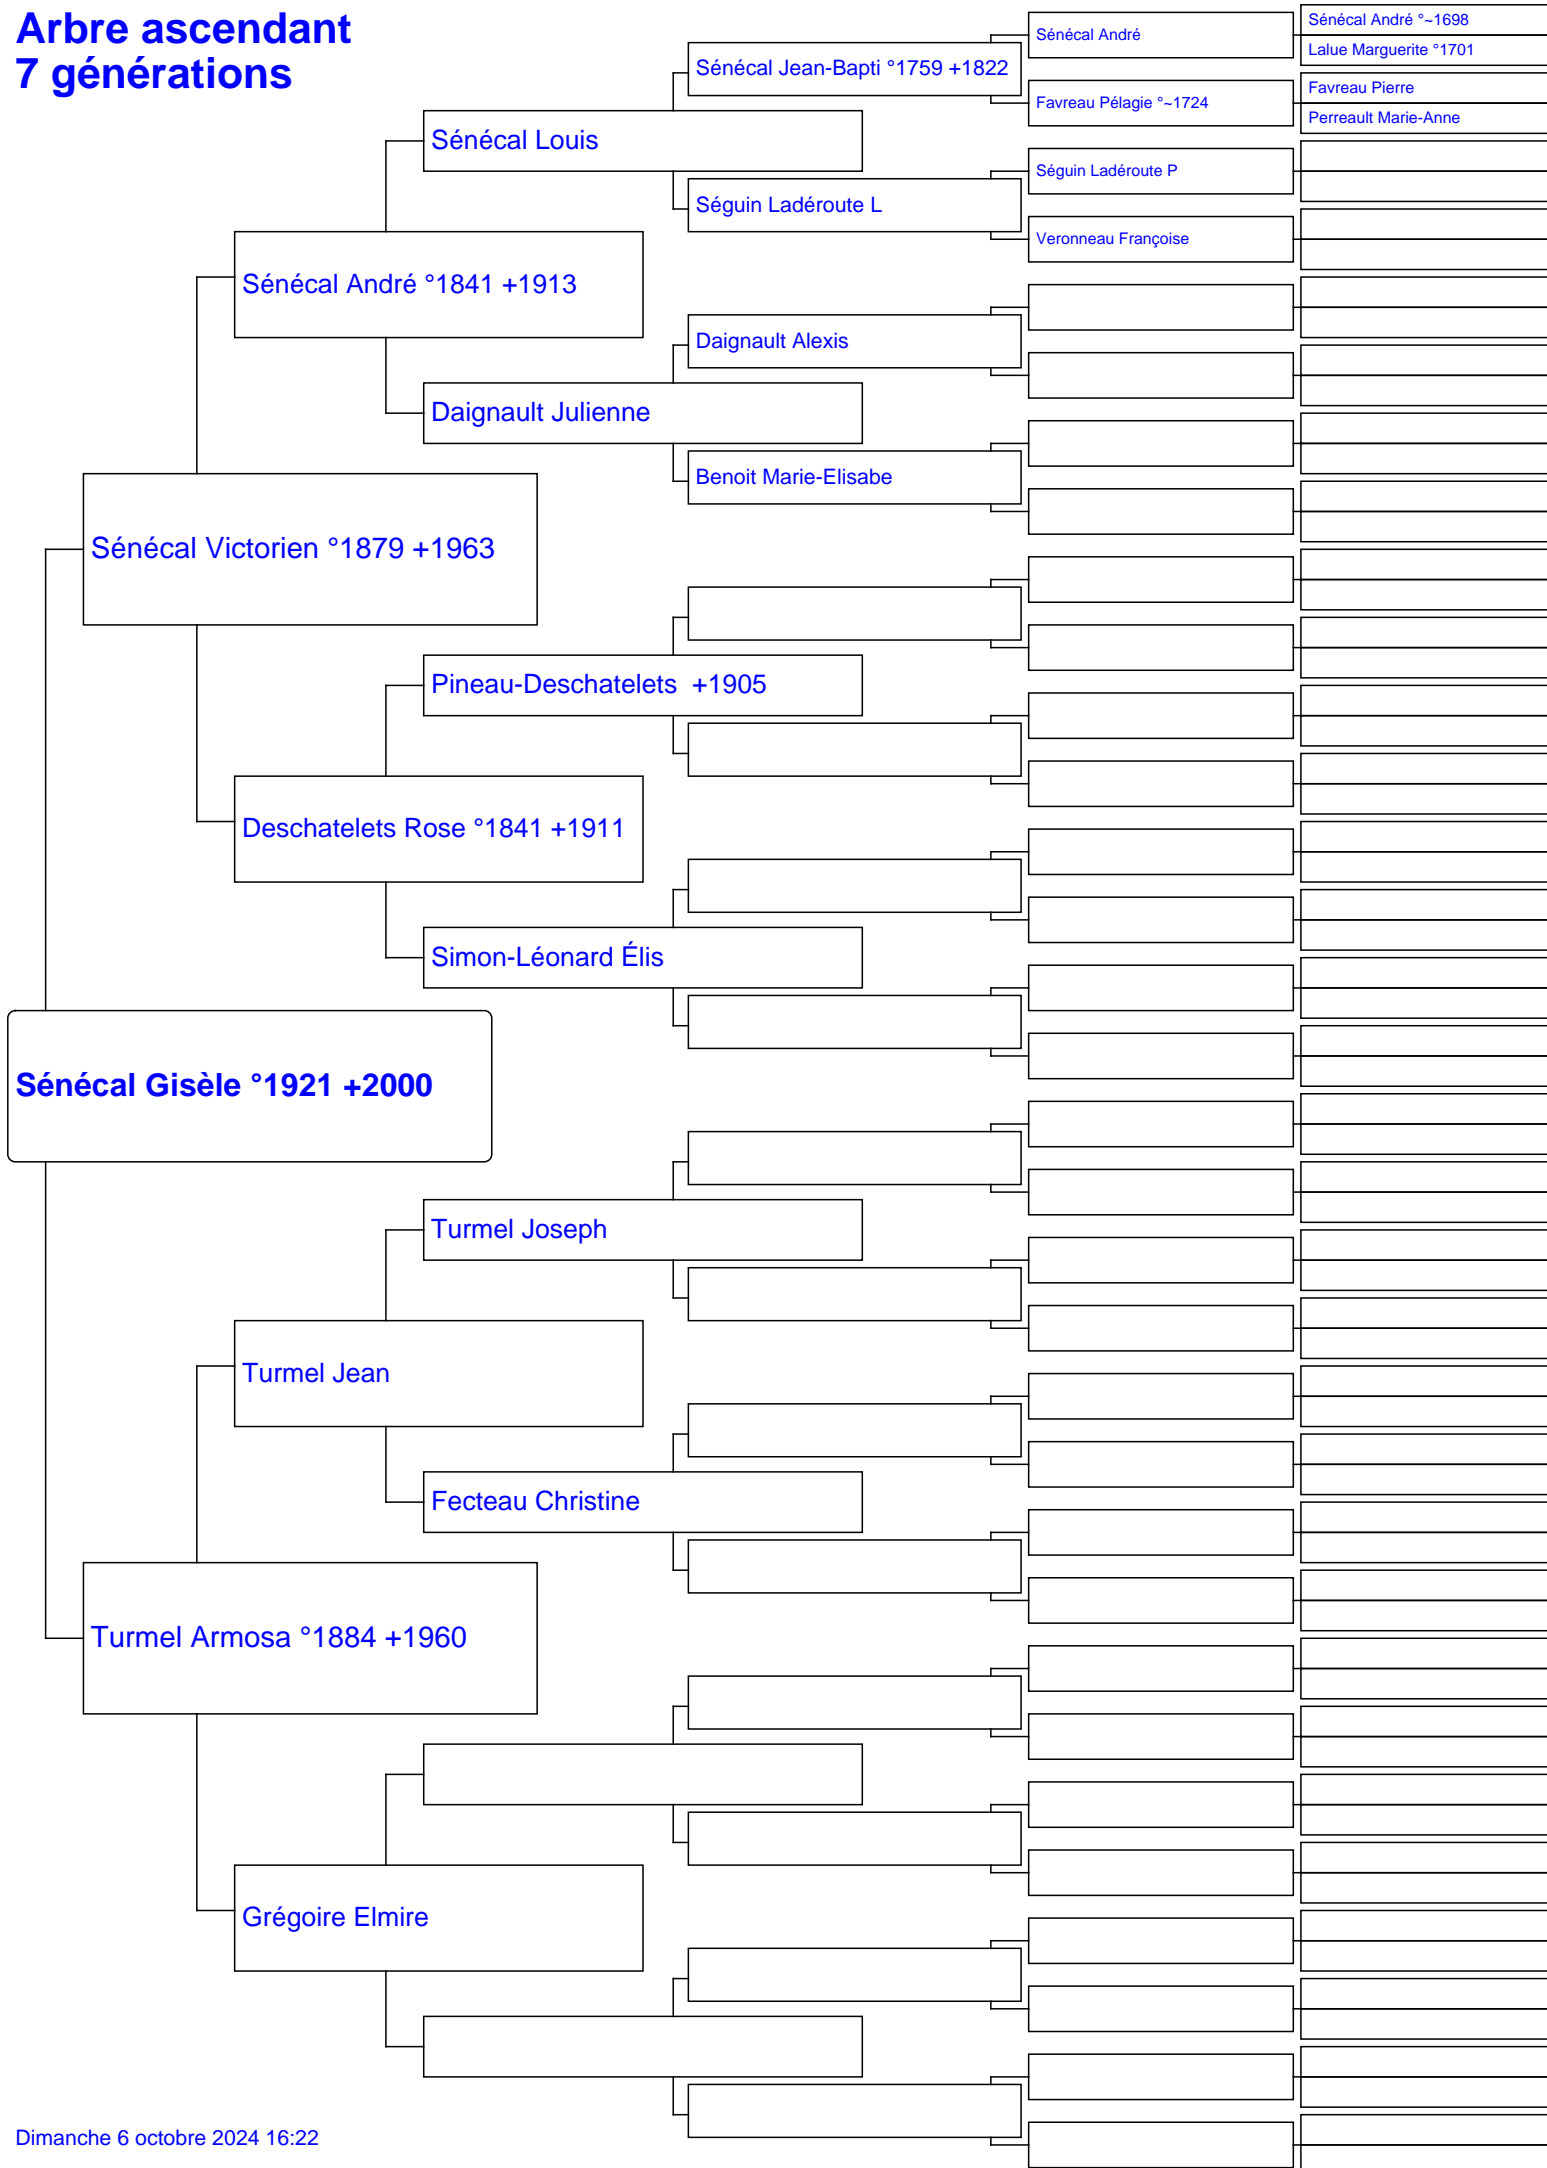 Arbre ascendant
7 générations
Sénécal André
Sénécal André °~1698
Lalue Marguerite °1701
Sénécal Jean-Bapti °1759 +1822
Favreau Pélagie °~1724
Favreau Pierre
Perreault Marie-Anne
Sénécal Louis
Séguin Ladéroute P
Séguin Ladéroute L
Veronneau Françoise
Sénécal André °1841 +1913
Daignault Alexis
Daignault Julienne
Benoit Marie-Elisabe
Sénécal Victorien °1879 +1963
Pineau-Deschatelets  +1905
Deschatelets Rose °1841 +1911
Simon-Léonard Élis
Sénécal Gisèle °1921 +2000
Turmel Joseph
Turmel Jean
Fecteau Christine
Turmel Armosa °1884 +1960
Grégoire Elmire
Dimanche 6 octobre 2024 16:22